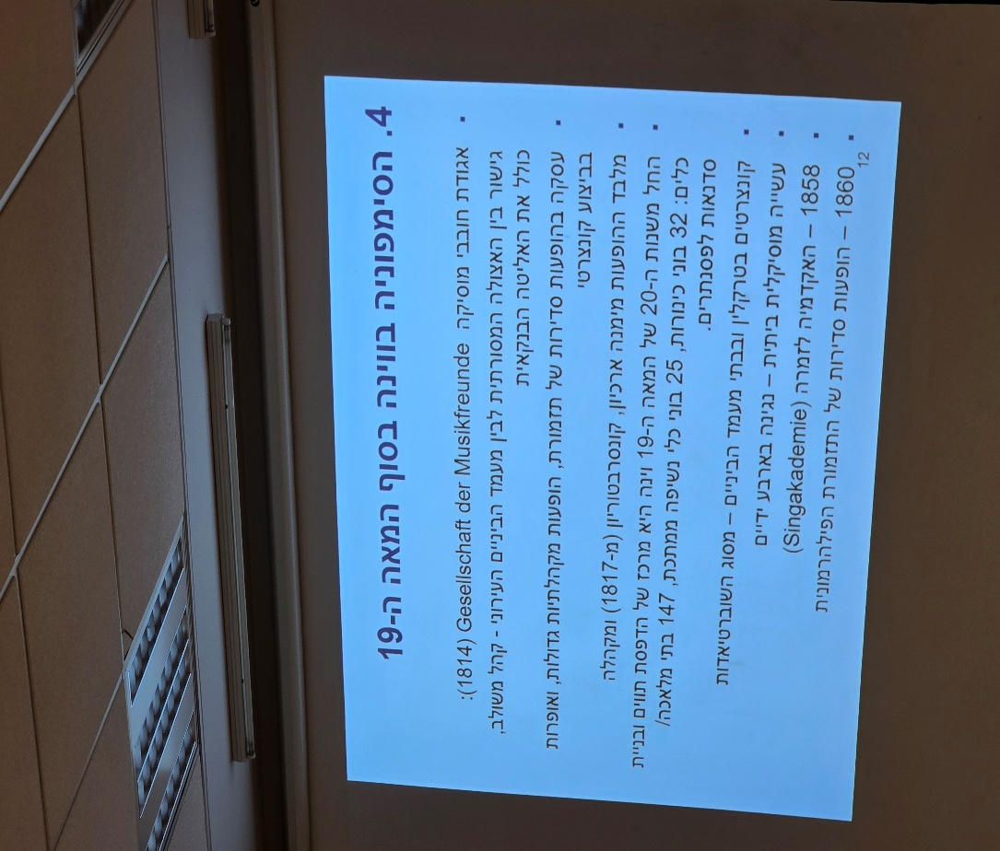 4. הסימפוניה בווינה בסוף המאה ה-19
▪ אגודת חובבי מוסיקה Gesellschaft der Musikfreunde (1814):
גישור בין האצולה המסורתית לבין מעמד הביניים העירוני - קהל משולב,
כולל את האליטה הבנקאית
▪ עסקה בהופעות סדירות של תזמורת, הופעות מקהלתיות גדולות, ואופרות
בביצוע קונצרטי
▪ מלבד ההופעות מימנה ארכיון, קונסרבטוריון (מ-1817) ומקהלה
▪ החל משנות ה-20 של המאה ה-19 וינה היא מרכז של הדפסת תווים ובניית
כלים: 32 בוני כינורות, 25 בוני כלי נשיפה ממתכת, 147 בתי מלאכה/
סדנאות לפסנתרים.
▪ קונצרטים בטרקלין ובבתי מעמד הביניים – מסוג השוברטיאדות
▪ עשייה מוסיקלית ביתית – נגינה בארבע ידיים
▪ 1858 – האקדמיה לזמרה (Singakademie)
▪ 1860 – הופעות סדירות של התזמורת הפילהרמונית
12